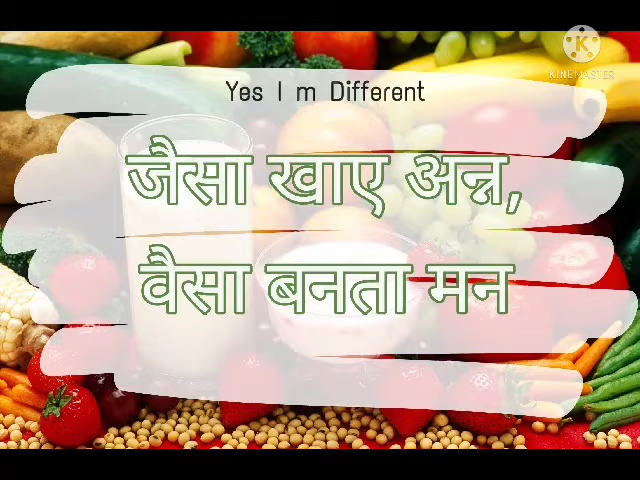 KINEMASTER
Yes I m Different
जैसा खाए अन्न,
वैसा बनता मन